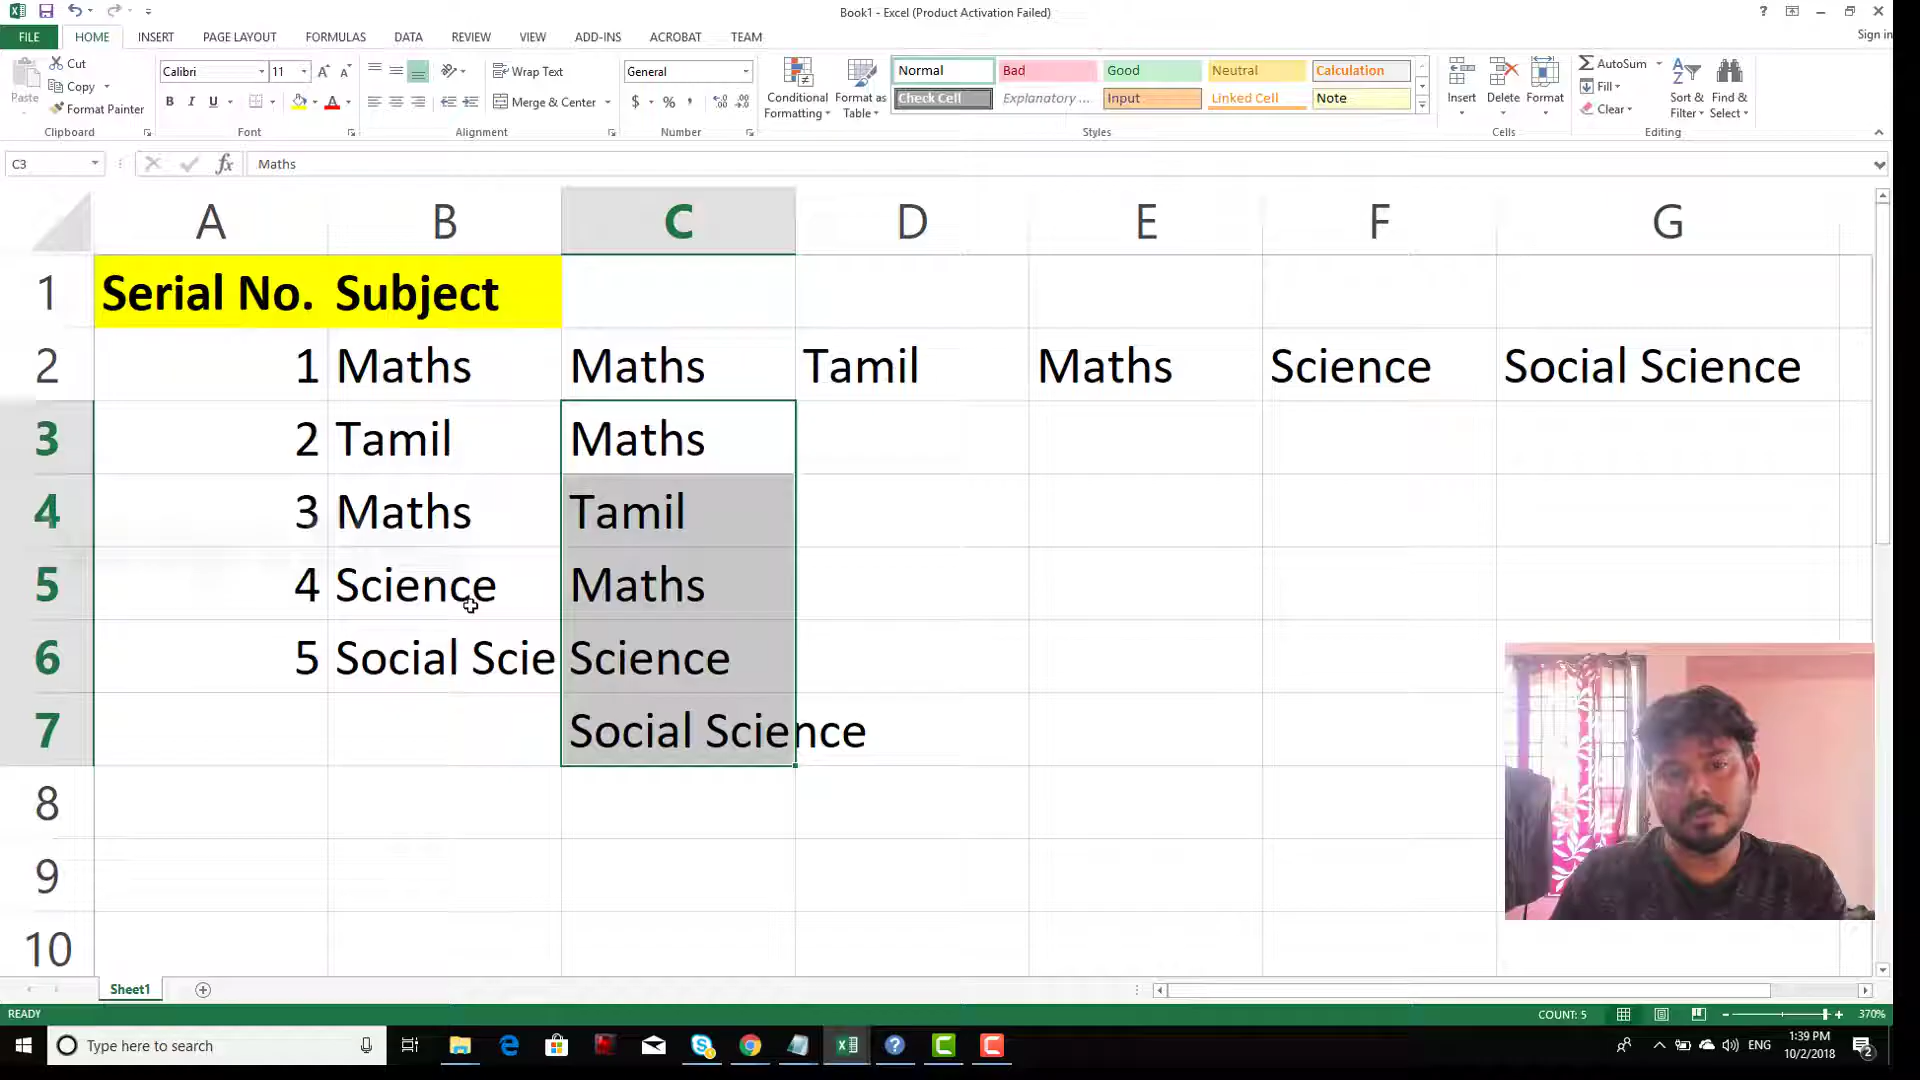 Book1 - Excel (Product Activation Failed)
Sign in
FILE HOME INSERT PAGE LAYOUT FORMULAS DATA REVIEW VIEW ADD-INS ACROBAT TEAM
Cut
Copy
Format Painter
Paste
Clipboard
Calibri 11
B I U
Font
Wrap Text
Merge & Center
Alignment
General
$ % ,
Number
Conditional Formatting
Format as Table
Normal Bad Good Neutral Calculation
Check Cell Explanatory ... Input Linked Cell Note
Styles
Insert Delete Format
Cells
AutoSum
Fill
Clear
Sort & Filter
Find & Select
Editing
C3 fx Maths
A B C D E F G
1 Serial No. Subject
2 1 Maths Maths Tamil Maths Science Social Science
3 2 Tamil Maths
4 3 Maths Tamil
5 4 Science Maths
6 5 Social Scie Science
7 Social Science
8
9
10
Sheet1
READY COUNT: 5 370%
Type here to search
ENG
1:39 PM
10/2/2018
2